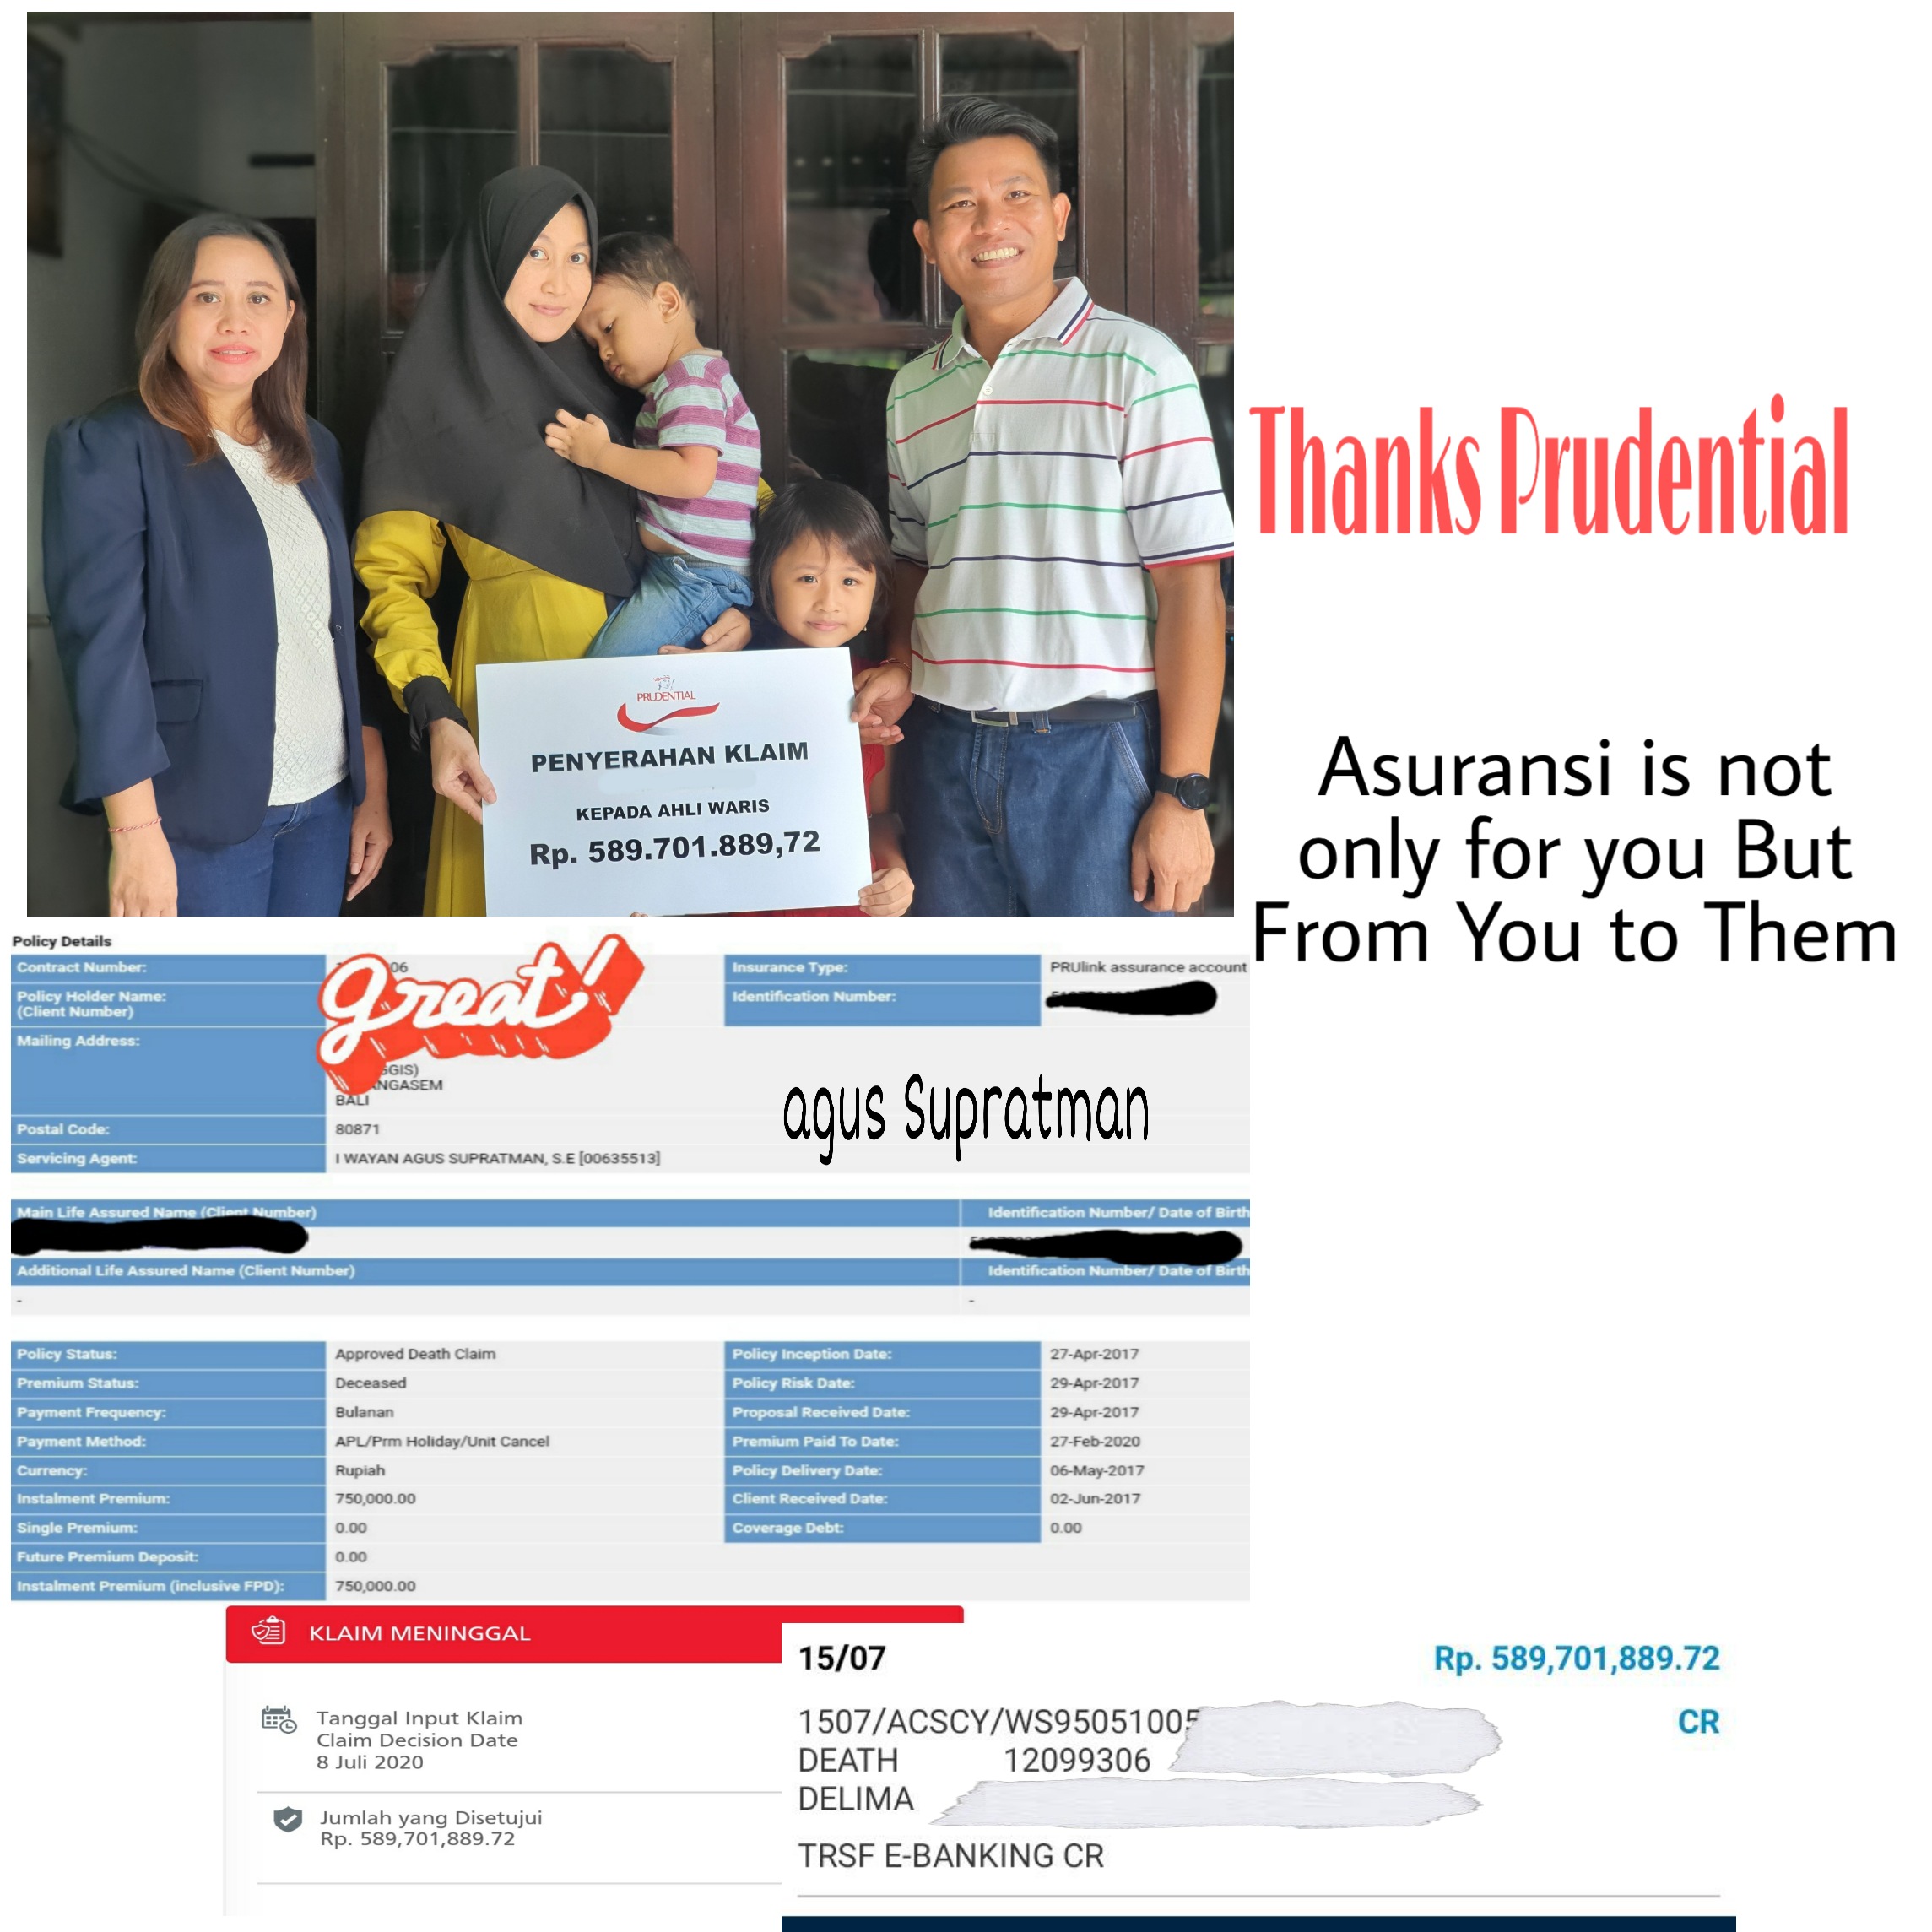 PRUDENTIAL
PENYERAHAN KLAIM
KEPADA AHLI WARIS
Rp. 589.701.889,72
Thanks Prudential
Asuransi is not
only for you But
From You to Them
Policy Details
Contract Number: 06 Insurance Type: PRUlink assurance account
great!
Policy Holder Name: Identification Number:
(Client Number)
Mailing Address:
GGIS)
NGASEM
BALI
agus Supratman
Postal Code: 80871
Servicing Agent: I WAYAN AGUS SUPRATMAN, S.E [00635513]
Main Life Assured Name (Client Number) Identification Number/ Date of Birth
Additional Life Assured Name (Client Number) Identification Number/ Date of Birth
- -
Policy Status: Approved Death Claim Policy Inception Date: 27-Apr-2017
Premium Status: Deceased Policy Risk Date: 29-Apr-2017
Payment Frequency: Bulanan Proposal Received Date: 29-Apr-2017
Payment Method: APL/Prm Holiday/Unit Cancel Premium Paid To Date: 27-Feb-2020
Currency: Rupiah Policy Delivery Date: 06-May-2017
Instalment Premium: 750,000.00 Client Received Date: 02-Jun-2017
Single Premium: 0.00 Coverage Debt: 0.00
Future Premium Deposit: 0.00
Instalment Premium (inclusive FPD): 750,000.00
KLAIM MENINGGAL
Tanggal Input Klaim
Claim Decision Date
8 Juli 2020
Jumlah yang Disetujui
Rp. 589,701,889.72
15/07 Rp. 589,701,889.72
1507/ACSCY/WS95051005 CR
DEATH 12099306
DELIMA
TRSF E-BANKING CR